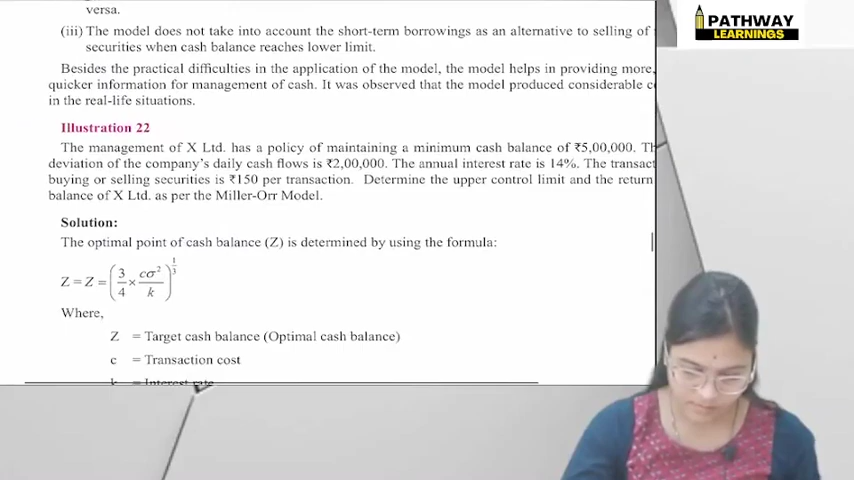 versa.
(iii) The model does not take into account the short-term borrowings as an alternative to selling of
securities when cash balance reaches lower limit.
Besides the practical difficulties in the application of the model, the model helps in providing more,
quicker information for management of cash. It was observed that the model produced considerable c
in the real-life situations.
Illustration 22
The management of X Ltd. has a policy of maintaining a minimum cash balance of ₹5,00,000. Th
deviation of the company's daily cash flows is ₹2,00,000. The annual interest rate is 14%. The transact
buying or selling securities is ₹150 per transaction. Determine the upper control limit and the return
balance of X Ltd. as per the Miller-Orr Model.
Solution:
The optimal point of cash balance (Z) is determined by using the formula:
Z = Z = (3/4 × cσ²/k)^1/3
Where,
Z = Target cash balance (Optimal cash balance)
c = Transaction cost
k = Interest rate
PATHWAY
LEARNINGS